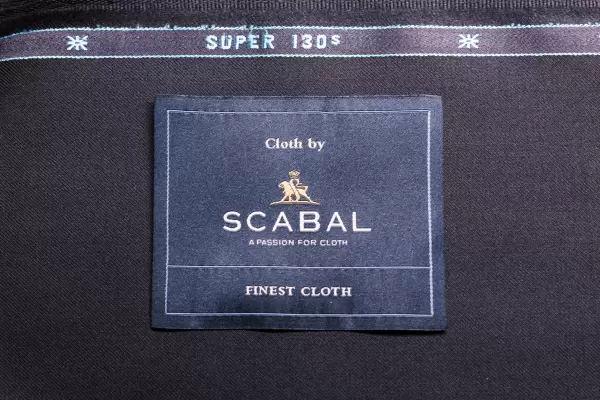 SUPER 130s
Cloth by
SCABAL
A PASSION FOR CLOTH
FINEST CLOTH